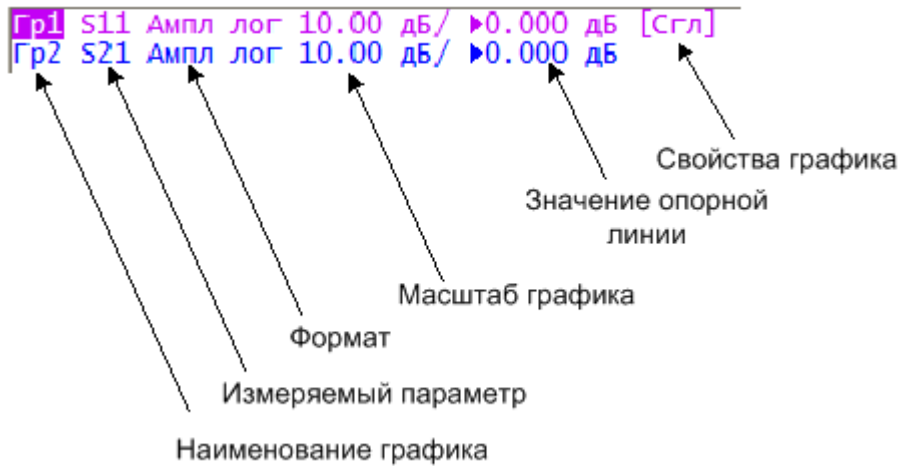 Гр1 S11 Ампл лог 10.00 дБ/ ▶0.000 дБ [Сгл]
Гр2 S21 Ампл лог 10.00 дБ/ ▶0.000 дБ
Свойства графика
Значение опорной
линии
Масштаб графика
Формат
Измеряемый параметр
Наименование графика